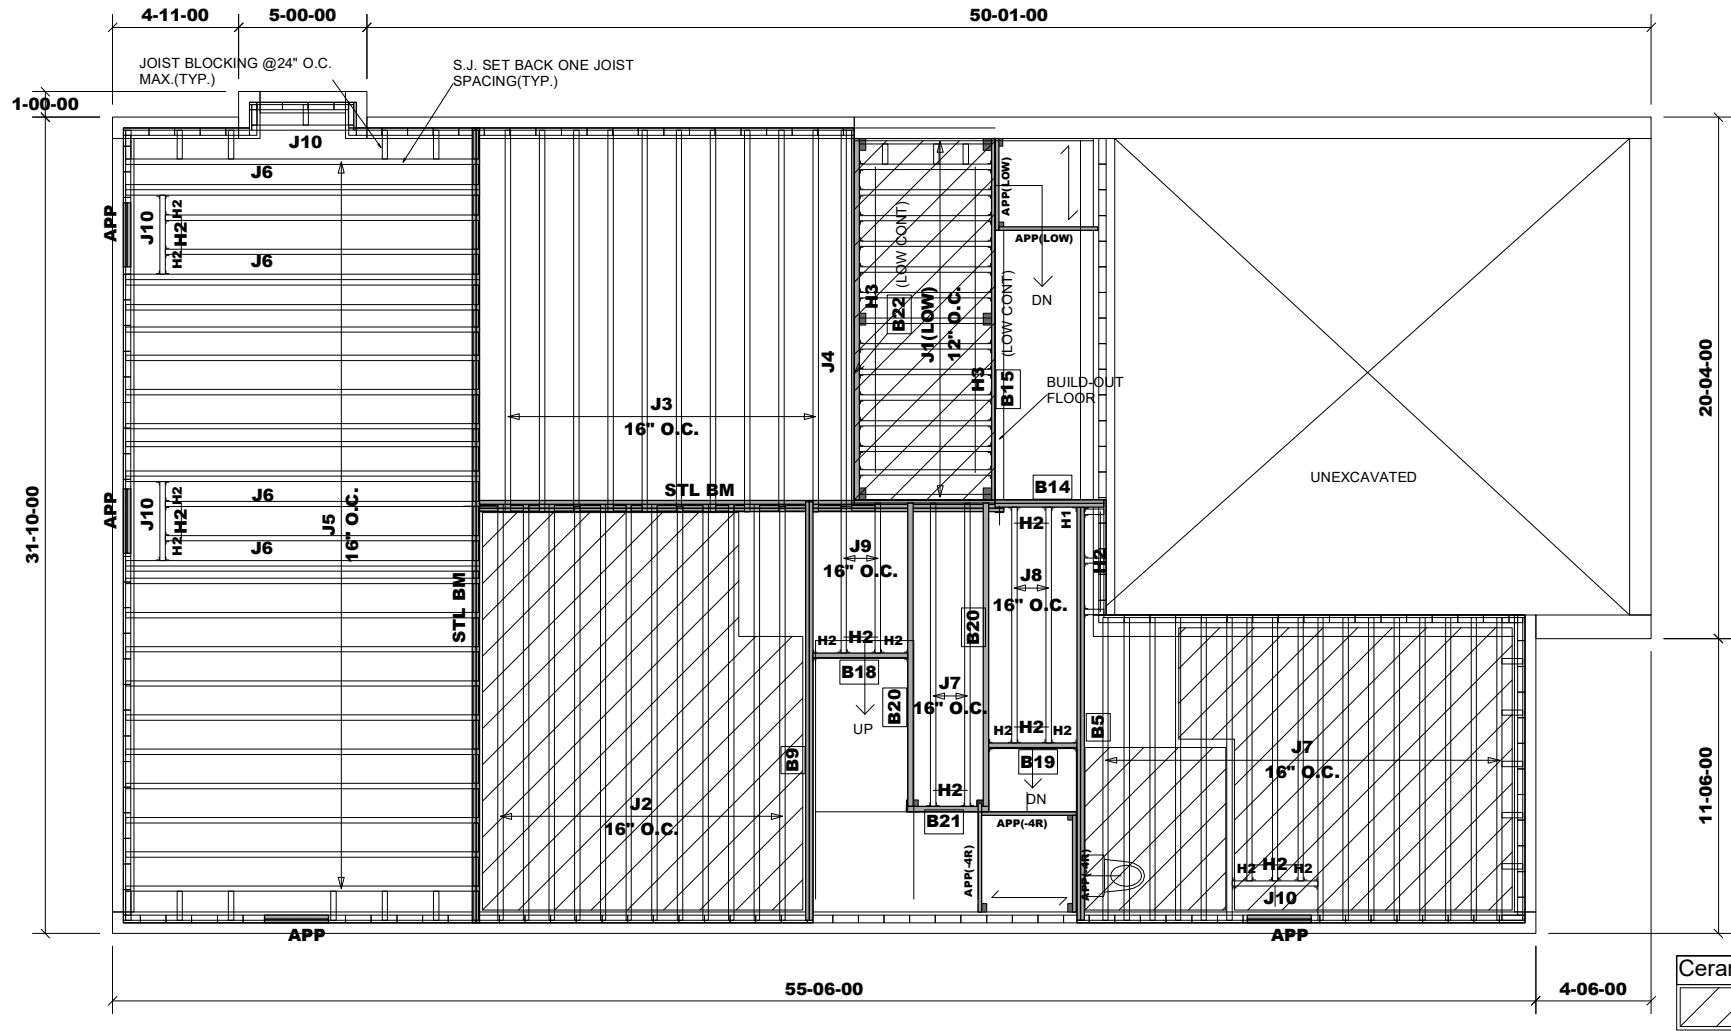 4-11-00
5-00-00
50-01-00
JOIST BLOCKING @24" O.C.
MAX.(TYP.)
S.J. SET BACK ONE JOIST
SPACING(TYP.)
1-00-00
J10
J6
APP
J10
H2
H2
H2
J6
APP(LOW)
APP(LOW)
DN
(LOW CONT)
H3
B22
J1(LOW)
12" O.C.
(LOW CONT)
H3
B15
BUILD-OUT
FLOOR
J4
J3
16" O.C.
20-04-00
UNEXCAVATED
STL BM
B14
31-10-00
APP
J10
H2
H2
H2
J6
J5
16" O.C.
J6
STL BM
J9
16" O.C.
H2
H1
H2
J8
16" O.C.
B20
H2
H2
H2
B18
B20
UP
J7
16" O.C.
H2
H2
H2
B19
DN
B5
J7
16" O.C.
B9
J2
16" O.C.
H2
B21
APP(-4R)
APP(-4R)
APP(-4R)
H2
H2
H2
J10
11-06-00
APP
APP
55-06-00
4-06-00